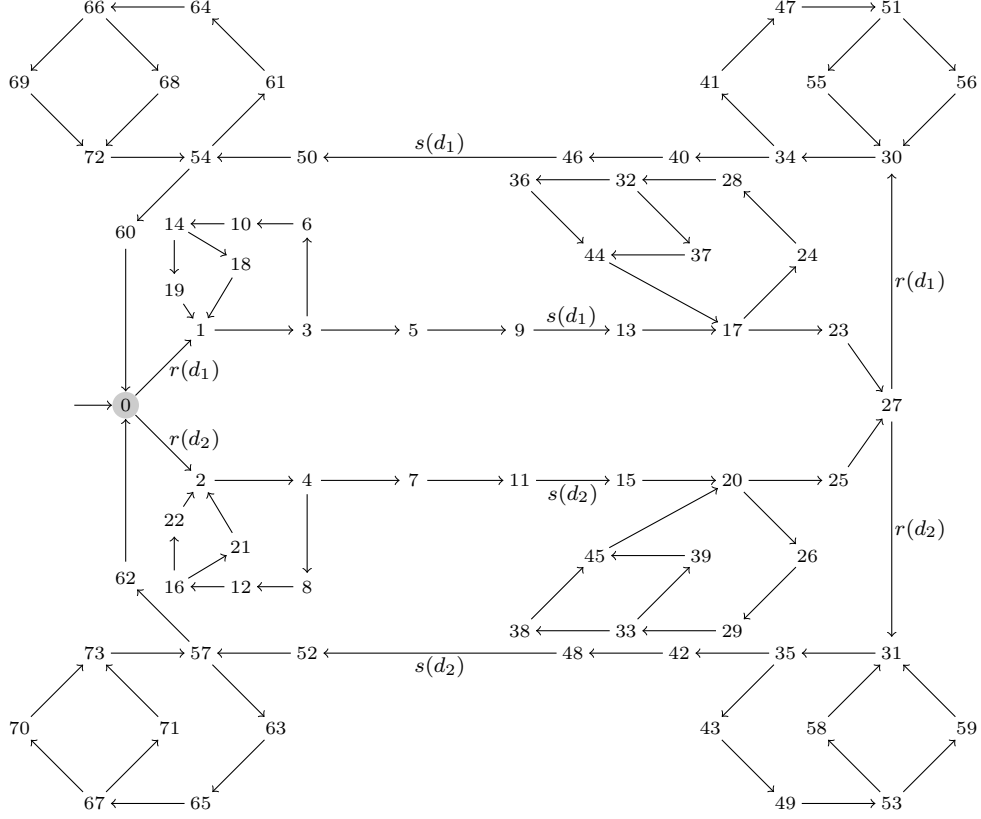 66 64 47 51
69 68 61 41 55 56
s(d₁)
72 54 50 46 40 34 30
36 32 28
60 14 10 6
44 37 24
18
r(d₁)
19
s(d₁)
1 3 5 9 13 17 23
r(d₁)
0 27
r(d₂)
2 4 7 11 15 20 25
s(d₂)
22
r(d₂)
21
45 39 26
62 16 12 8
38 33 29
73 57 52 48 42 35 31
s(d₂)
70 71 63 43 58 59
67 65 49 53